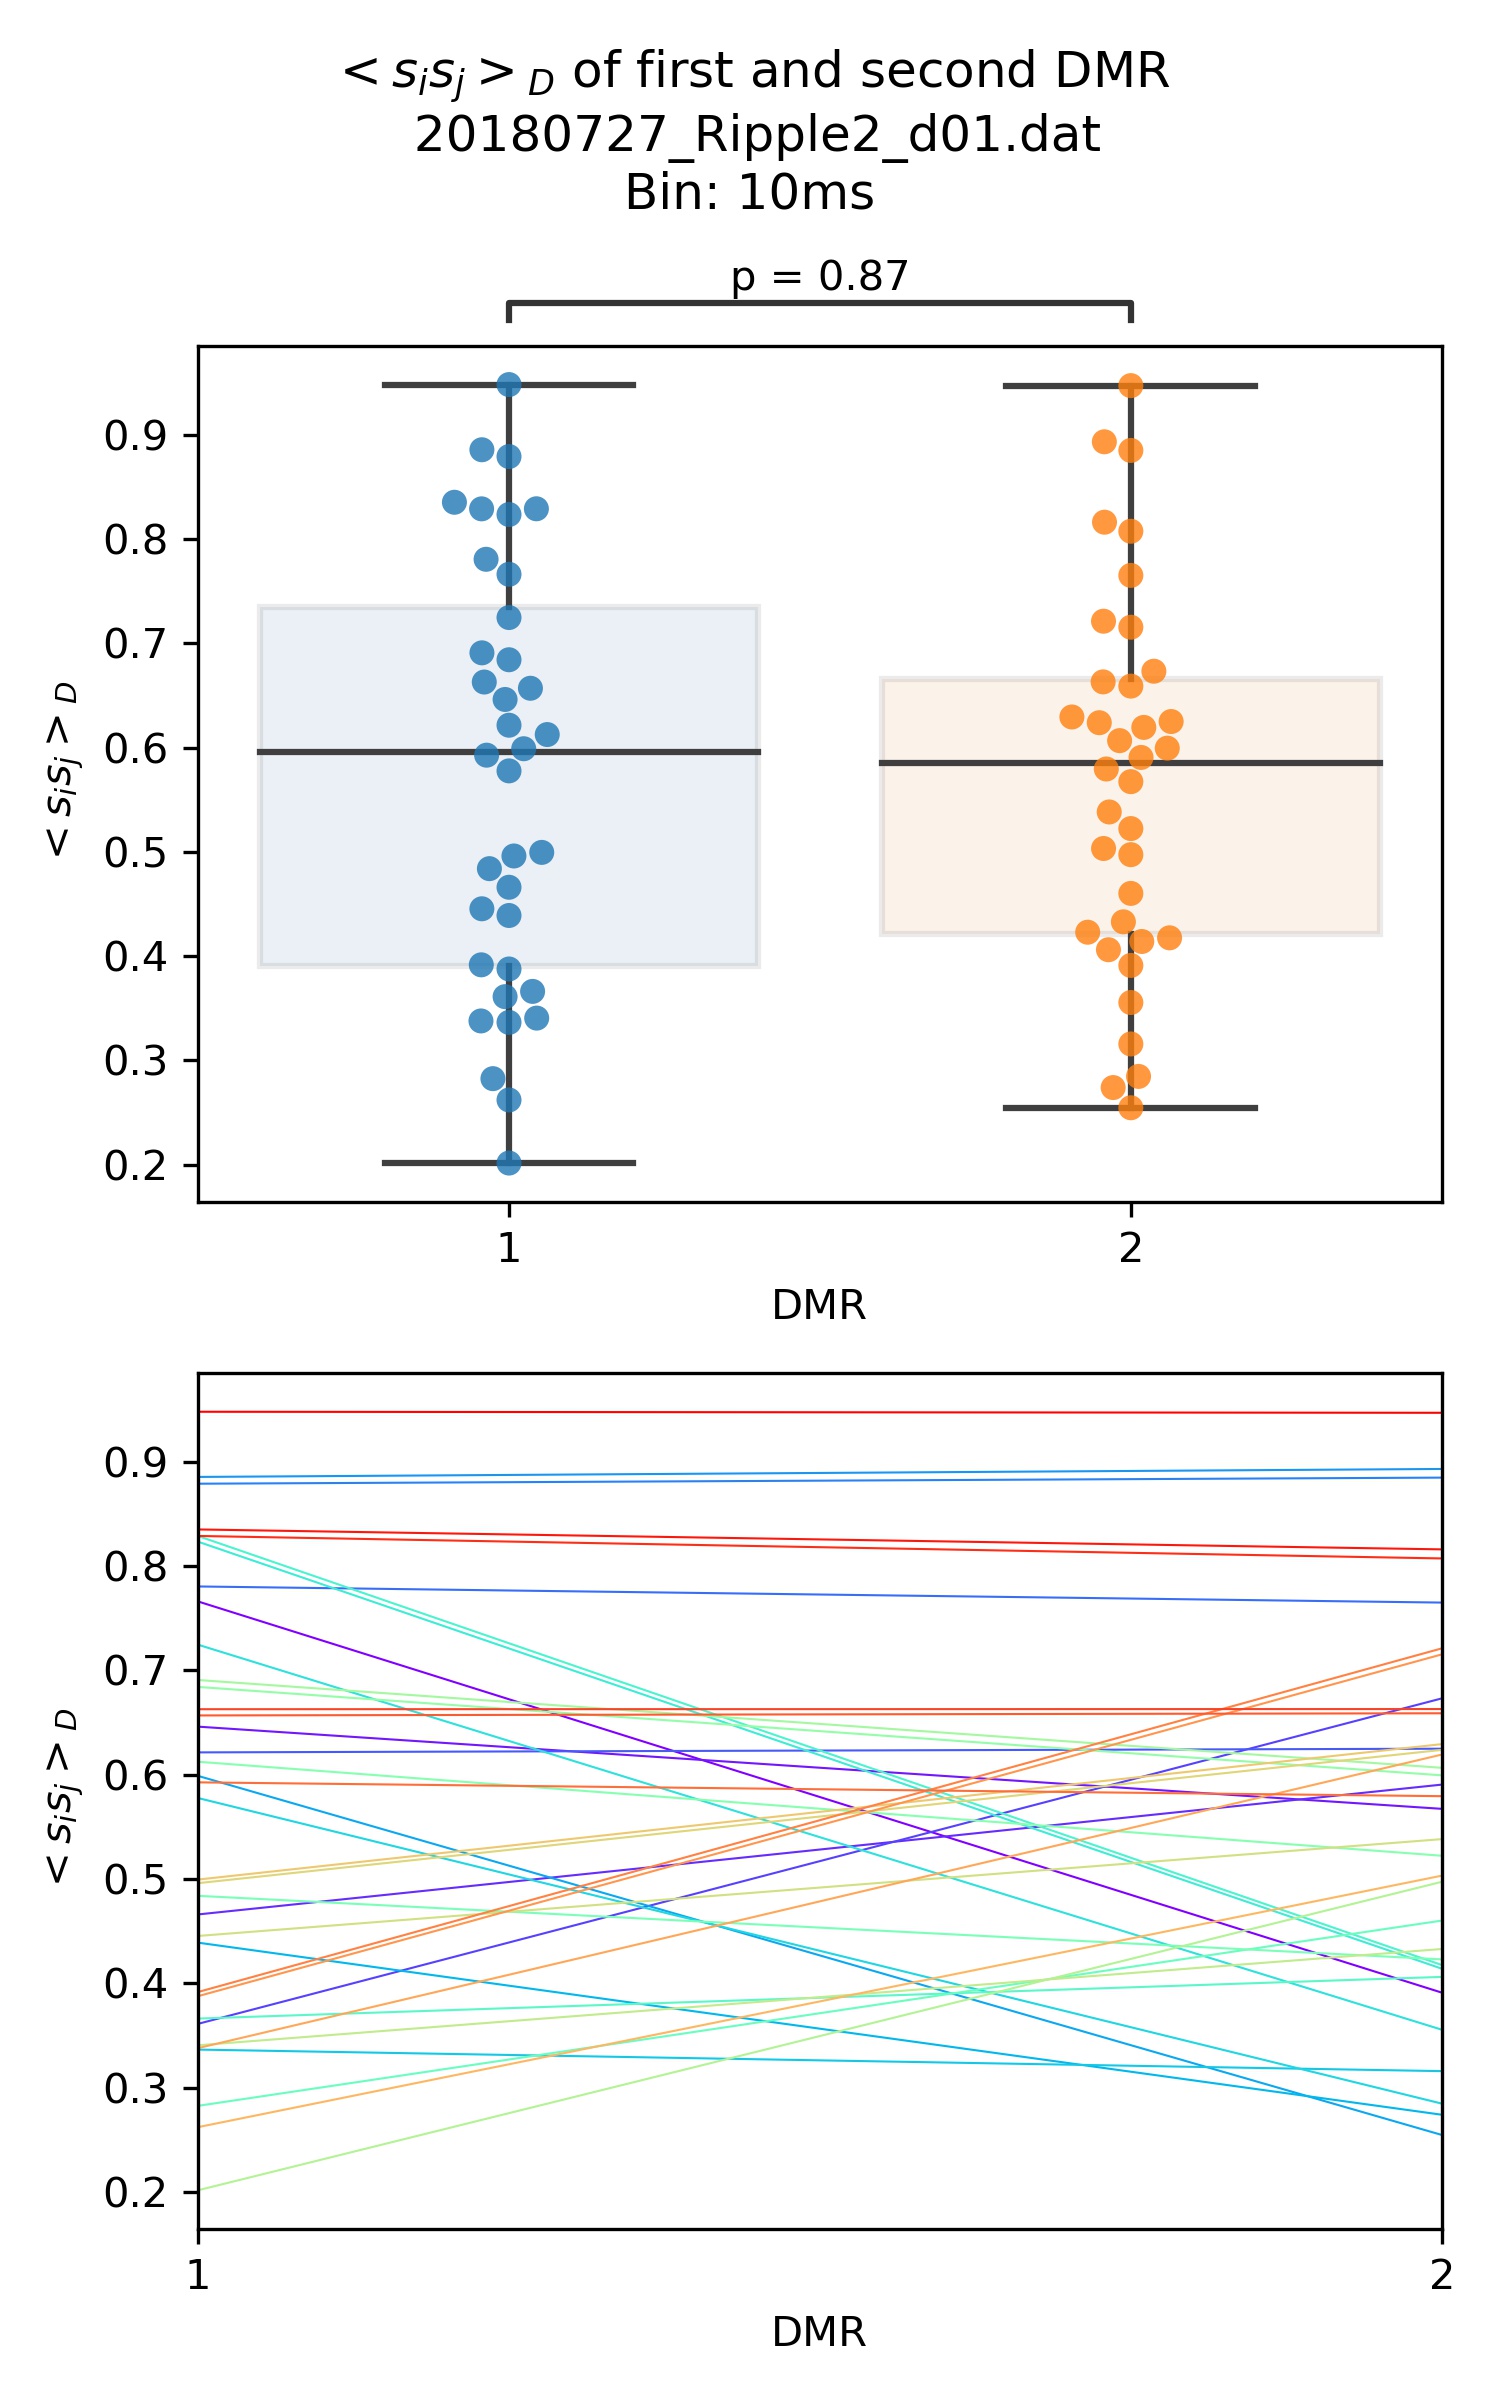 < s_i s_j >_D of first and second DMR
20180727_Ripple2_d01.dat
Bin: 10ms
p = 0.87
0.9
0.8
0.7
0.6
0.5
0.4
0.3
0.2
< s_i s_j >_D
1 2
DMR
0.9
0.8
0.7
0.6
0.5
0.4
0.3
0.2
< s_i s_j >_D
1 2
DMR